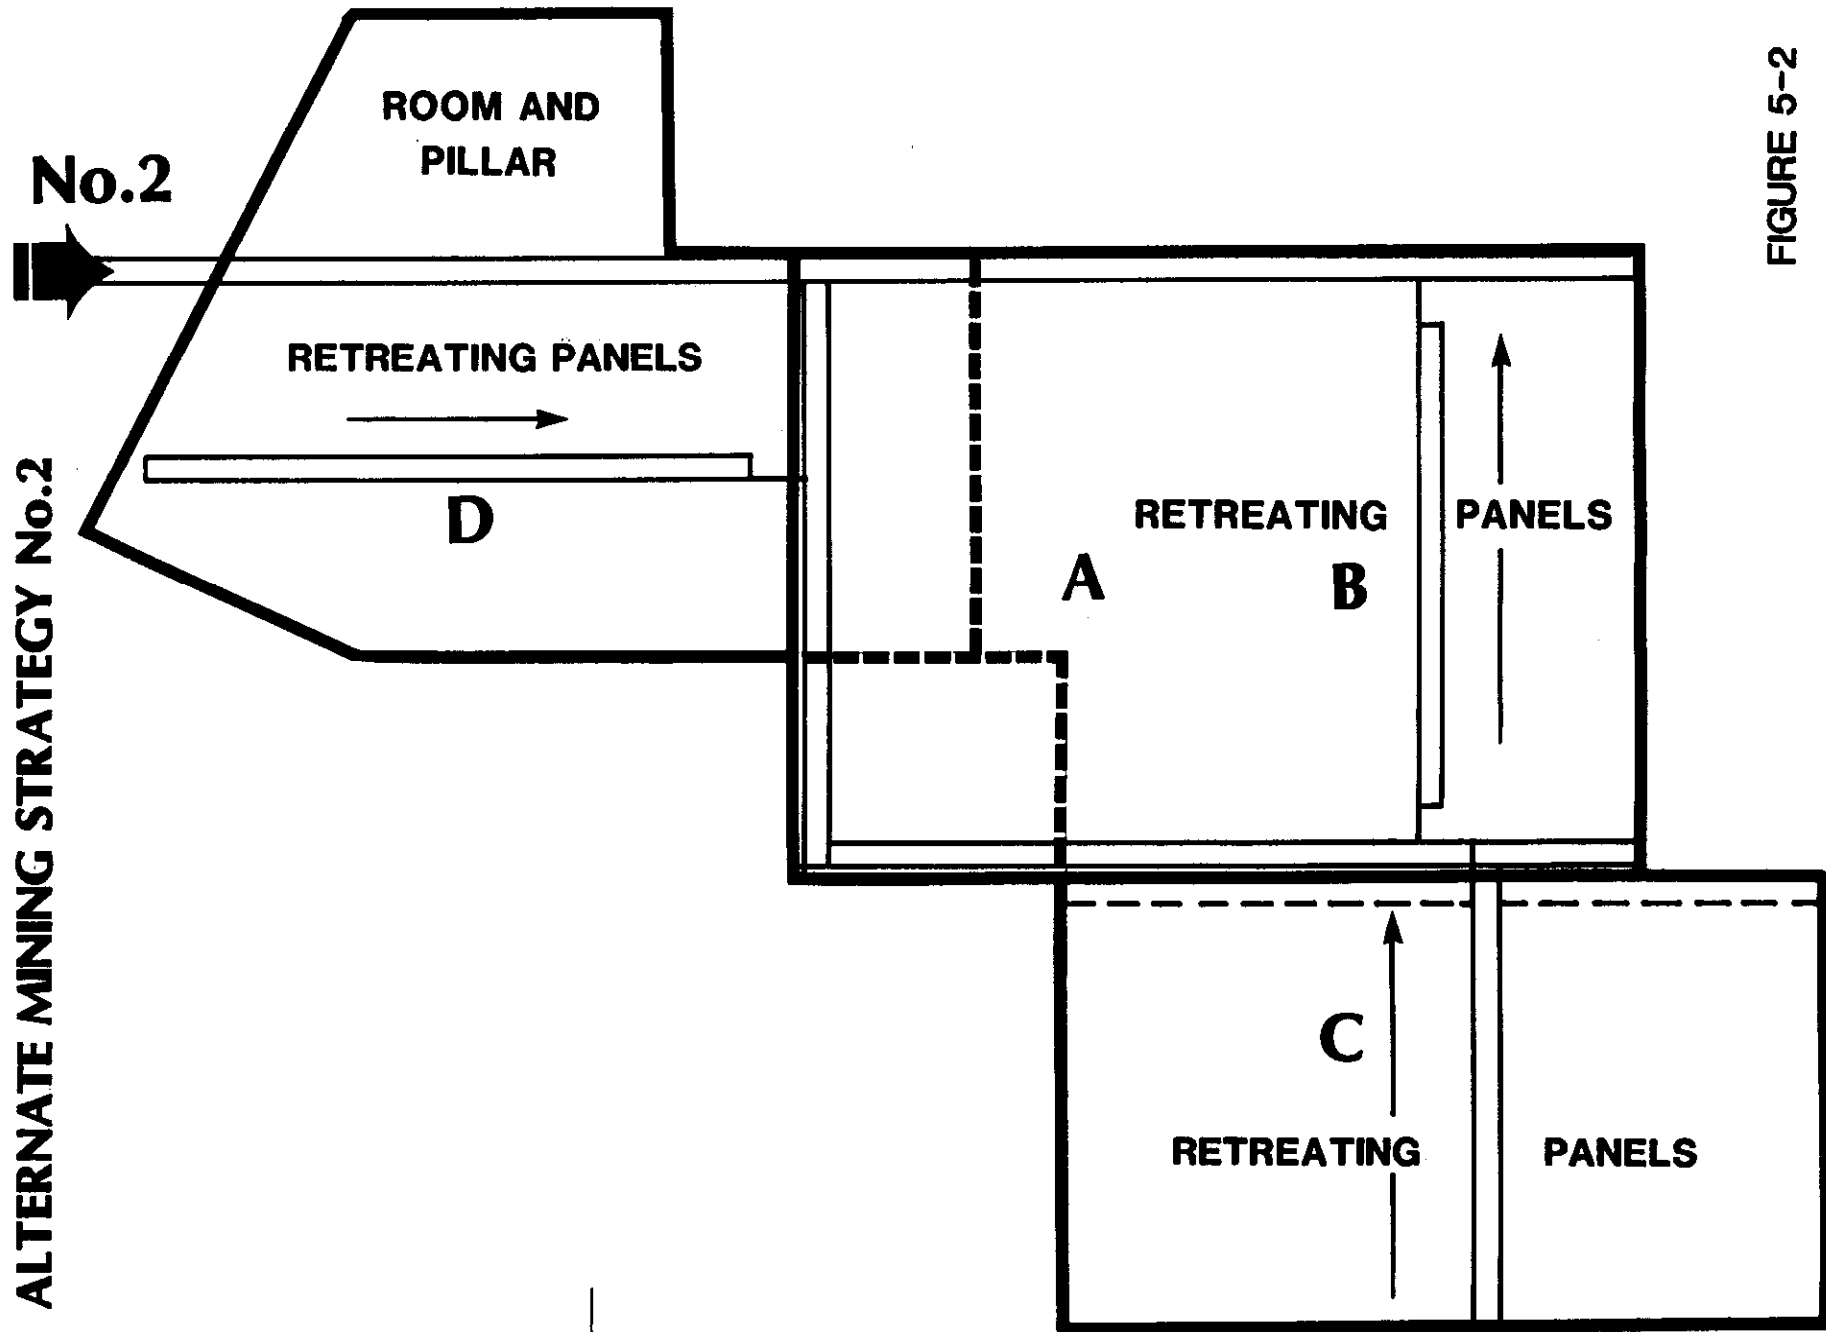 ALTERNATE MINING STRATEGY No.2
FIGURE 5-2
ROOM AND
PILLAR
No.2
RETREATING PANELS
D
RETREATING PANELS
A
B
C
RETREATING PANELS